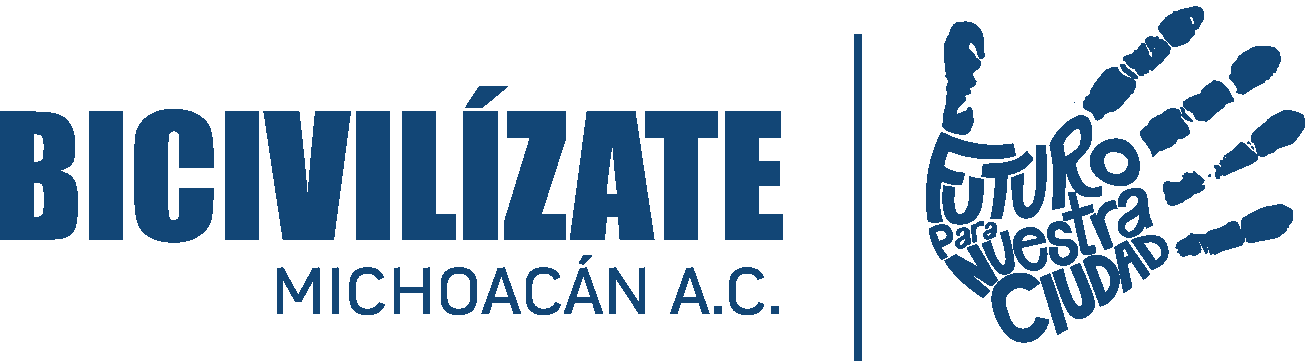 BICIVILÍZATE
MICHOACÁN A.C.
FUTURO
Para
NUEStra
CIUDAD